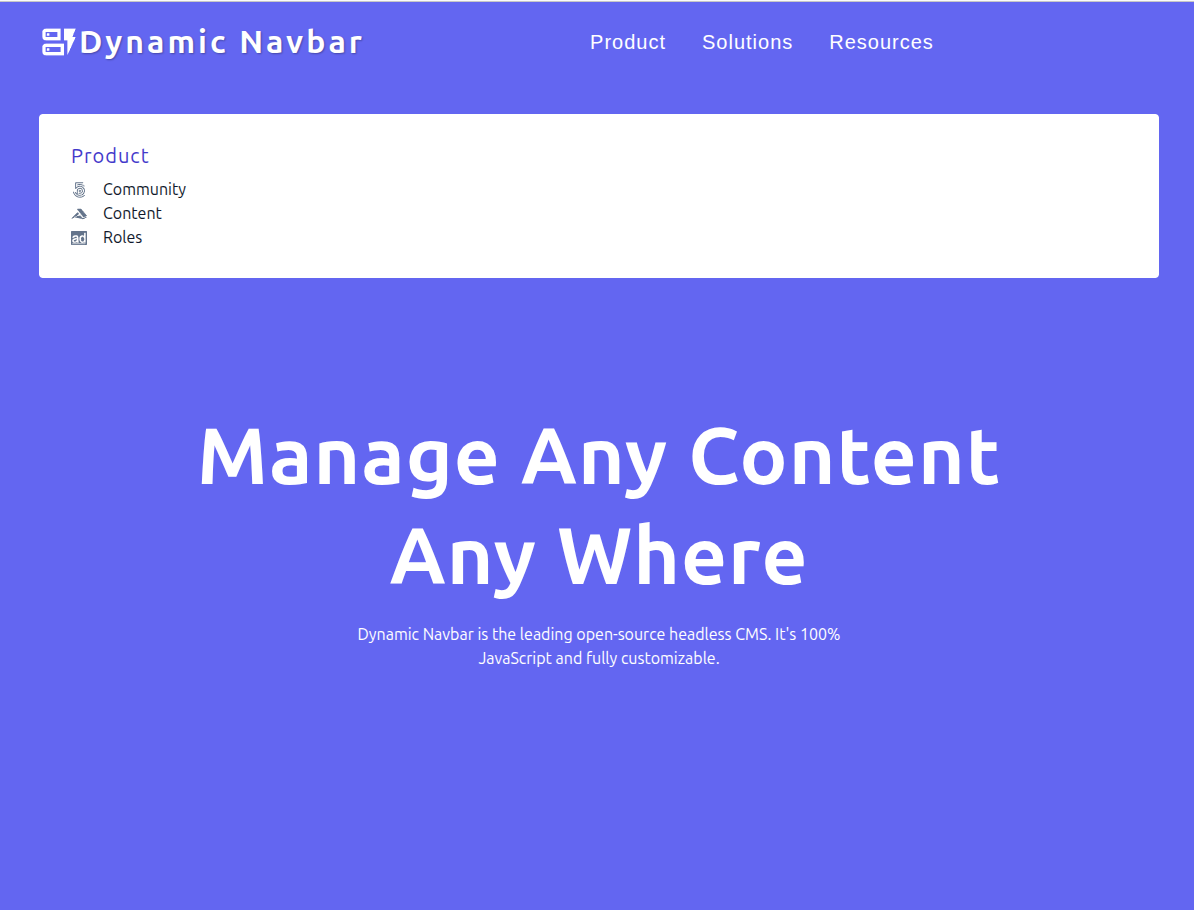 Dynamic Navbar
Product Solutions Resources
Product
Community
Content
ad Roles
Manage Any Content
Any Where
Dynamic Navbar is the leading open-source headless CMS. It's 100%
JavaScript and fully customizable.